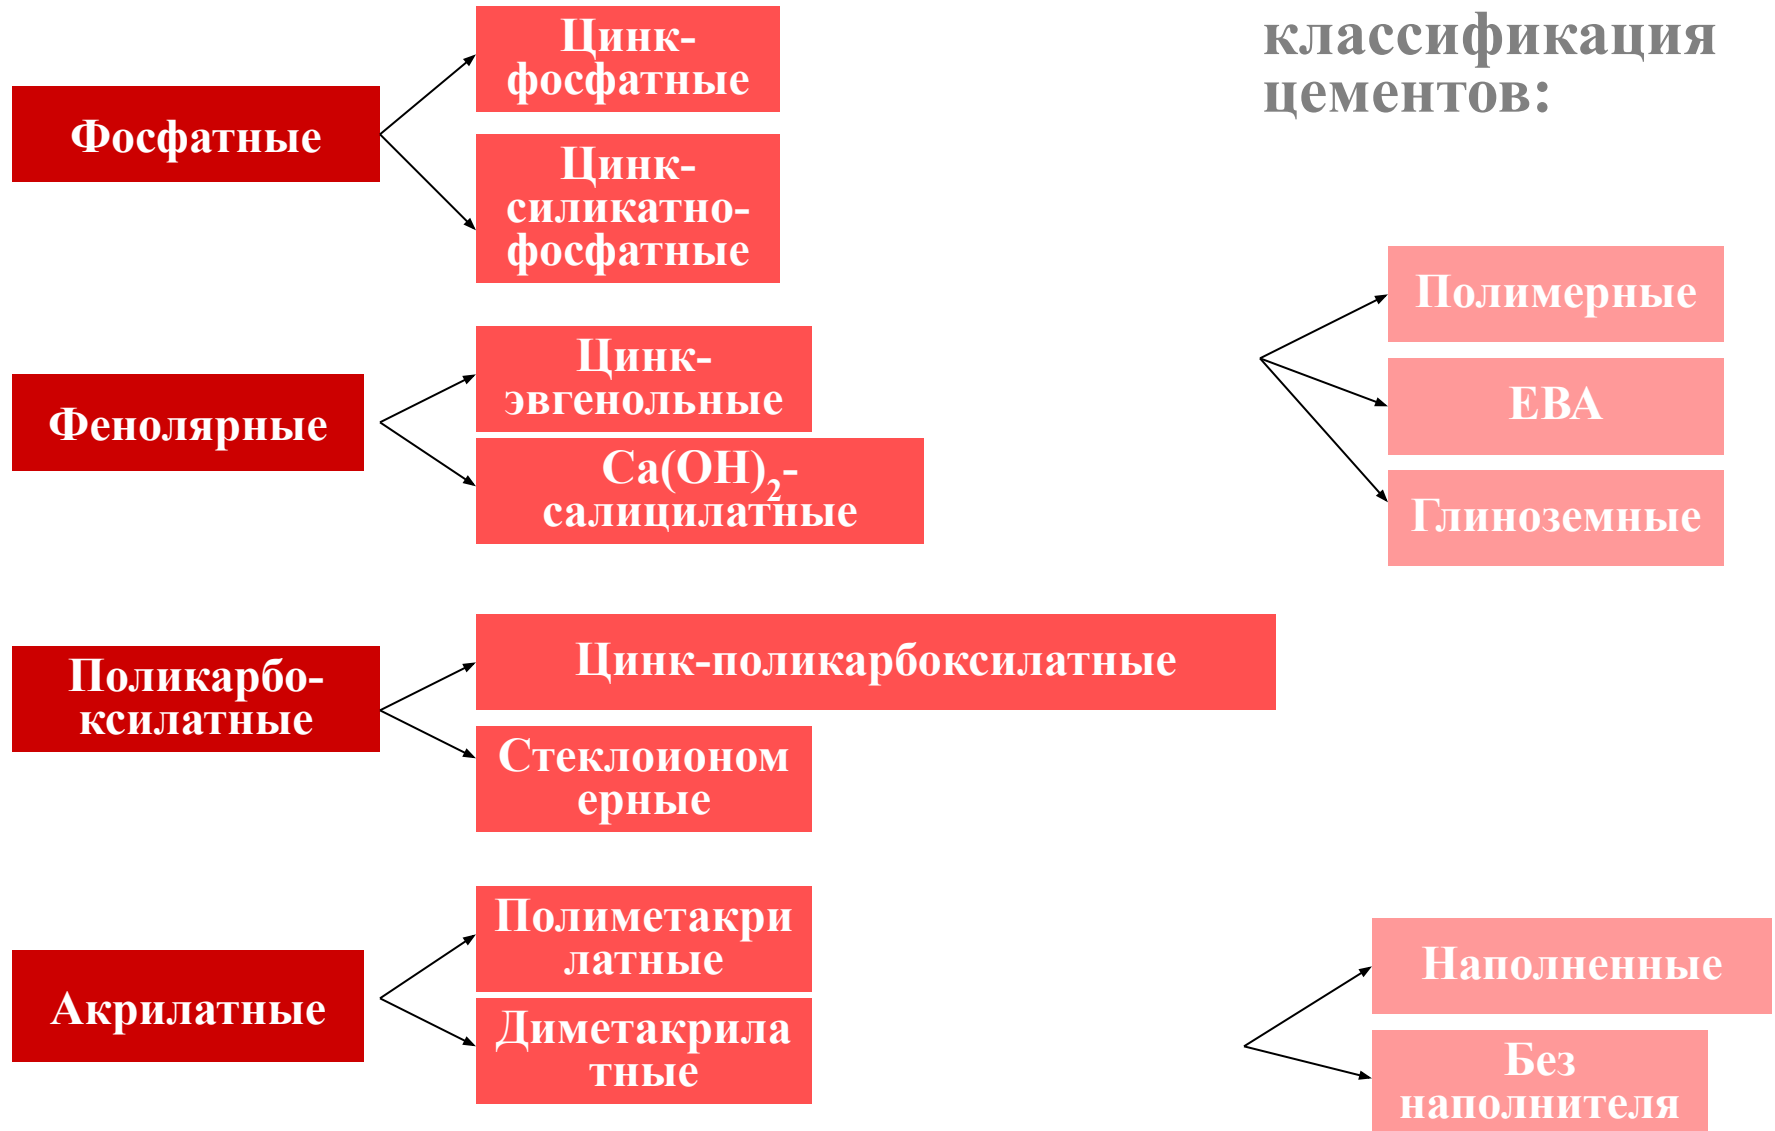 классификация
цементов:
Фосфатные
Цинк-
фосфатные
Цинк-
силикатно-
фосфатные
Фенолярные
Цинк-
эвгенольные
Ca(OH)2-
салицилатные
Полимерные
ЕВА
Глиноземные
Поликарбо-
ксилатные
Цинк-поликарбоксилатные
Стеклоионом
ерные
Акрилатные
Полиметакри
латные
Диметакрила
тные
Наполненные
Без
наполнителя